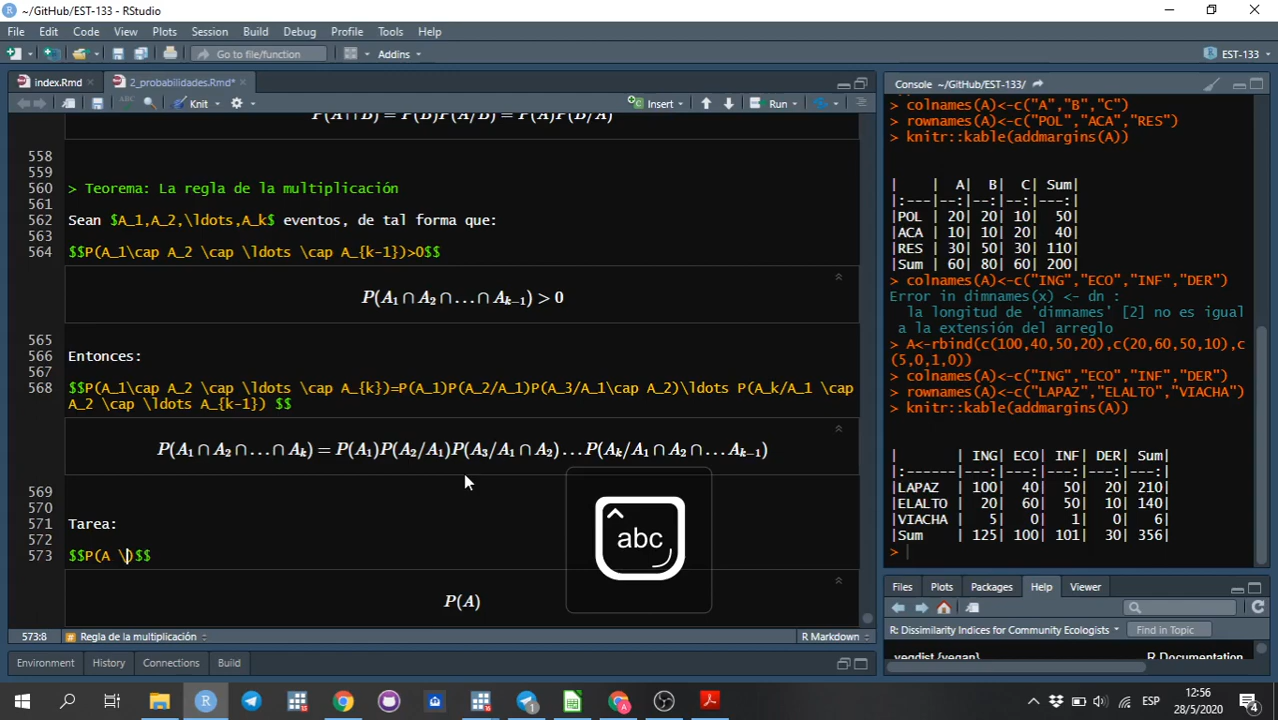 ~/GitHub/EST-133 - RStudio
File Edit Code View Plots Session Build Debug Profile Tools Help
Go to file/function Addins EST-133
index.Rmd 2_probabilidades.Rmd*
ABC Knit Insert Run
P(A∩B) = P(B)P(A/B) = P(A)P(B/A)
558
559
560 > Teorema: La regla de la multiplicación
561
562 Sean $A_1,A_2,\ldots,A_k$ eventos, de tal forma que:
563
564 $$P(A_1\cap A_2 \cap \ldots \cap A_{k-1})>0$$
P(A₁ ∩ A₂ ∩ … ∩ Aₖ₋₁) > 0
565
566 Entonces:
567
568 $$P(A_1\cap A_2 \cap \ldots \cap A_{k})=P(A_1)P(A_2/A_1)P(A_3/A_1\cap A_2)\ldots P(A_k/A_1 \cap
A_2 \cap \ldots A_{k-1}) $$
P(A₁ ∩ A₂ ∩ … ∩ Aₖ) = P(A₁)P(A₂/A₁)P(A₃/A₁ ∩ A₂) … P(Aₖ/A₁ ∩ A₂ ∩ … Aₖ₋₁)
569
570
571 Tarea:
572
573 $$P(A \)$$
P(A)
abc
573:8 Regla de la multiplicación R Markdown
Environment History Connections Build
Console ~/GitHub/EST-133/
> colnames(A)<-c("A","B","C")
> rownames(A)<-c("POL","ACA","RES")
> knitr::kable(addmargins(A))
| | A| B| C| Sum|
|:---|--:|--:|--:|---:|
|POL | 20| 20| 10| 50|
|ACA | 10| 10| 20| 40|
|RES | 30| 50| 30| 110|
|Sum | 60| 80| 60| 200|
> colnames(A)<-c("ING","ECO","INF","DER")
Error in dimnames(x) <- dn :
la longitud de 'dimnames' [2] no es igual
a la extensión del arreglo
> A<-rbind(c(100,40,50,20),c(20,60,50,10),c
(5,0,1,0))
> colnames(A)<-c("ING","ECO","INF","DER")
> rownames(A)<-c("LAPAZ","ELALTO","VIACHA")
> knitr::kable(addmargins(A))
| | ING| ECO| INF| DER| Sum|
|:------|---:|---:|---:|---:|---:|
|LAPAZ | 100| 40| 50| 20| 210|
|ELALTO | 20| 60| 50| 10| 140|
|VIACHA | 5| 0| 1| 0| 6|
|Sum | 125| 100| 101| 30| 356|
>
Files Plots Packages Help Viewer
R: Dissimilarity Indices for Community Ecologists Find in Topic
vegdist {vegan} R Documentation
ESP 12:56
28/5/2020